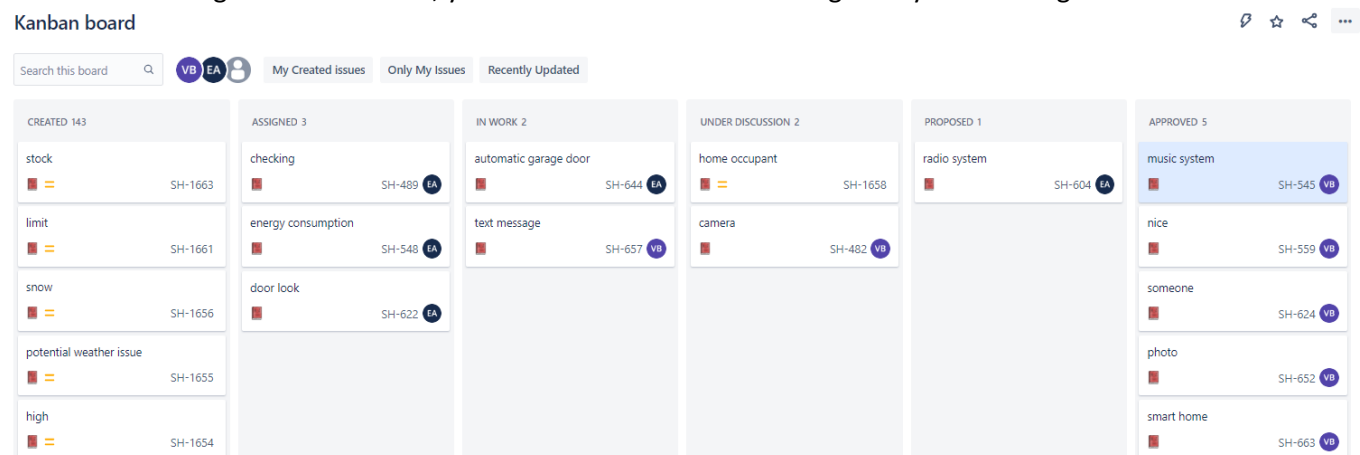 Kanban board
Search this board
VB EA
My Created issues
Only My Issues
Recently Updated
CREATED 143
stock
SH-1663
limit
SH-1661
snow
SH-1656
potential weather issue
SH-1655
high
SH-1654
ASSIGNED 3
checking
SH-489 EA
energy consumption
SH-548 EA
door look
SH-622 EA
IN WORK 2
automatic garage door
SH-644 EA
text message
SH-657 VB
UNDER DISCUSSION 2
home occupant
SH-1658
camera
SH-482 VB
PROPOSED 1
radio system
SH-604 EA
APPROVED 5
music system
SH-545 VB
nice
SH-559 VB
someone
SH-624 VB
photo
SH-652 VB
smart home
SH-663 VB